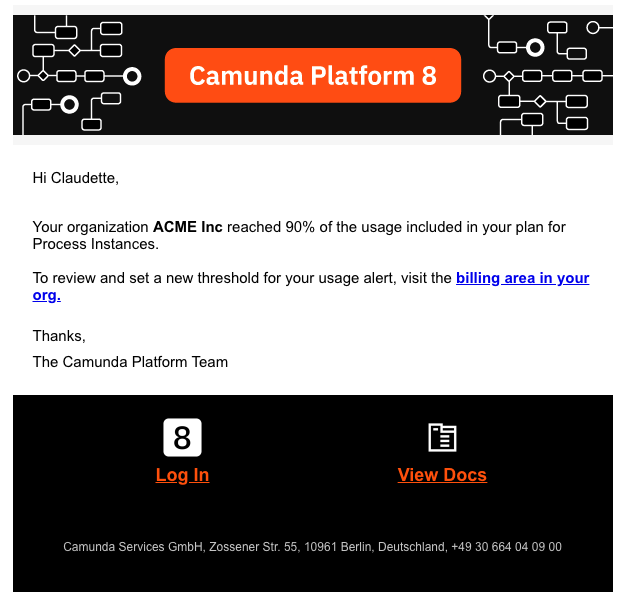 Camunda Platform 8
Hi Claudette,
Your organization ACME Inc reached 90% of the usage included in your plan for
Process Instances.
To review and set a new threshold for your usage alert, visit the billing area in your
org.
Thanks,
The Camunda Platform Team
8
Log In
View Docs
Camunda Services GmbH, Zossener Str. 55, 10961 Berlin, Deutschland, +49 30 664 04 09 00